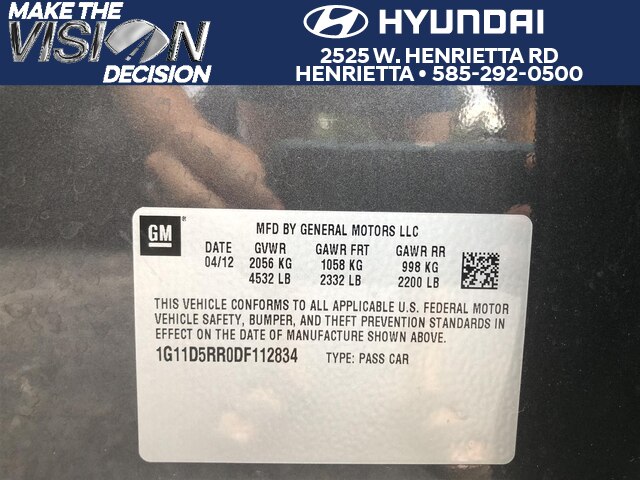 MAKE THE
VISION
DECISION
HYUNDAI
2525 W. HENRIETTA RD
HENRIETTA • 585-292-0500
GM ®
MFD BY GENERAL MOTORS LLC
DATE GVWR GAWR FRT GAWR RR
04/12 2056 KG 1058 KG 998 KG
4532 LB 2332 LB 2200 LB
THIS VEHICLE CONFORMS TO ALL APPLICABLE U.S. FEDERAL MOTOR
VEHICLE SAFETY, BUMPER, AND THEFT PREVENTION STANDARDS IN
EFFECT ON THE DATE OF MANUFACTURE SHOWN ABOVE.
1G11D5RR0DF112834 TYPE: PASS CAR